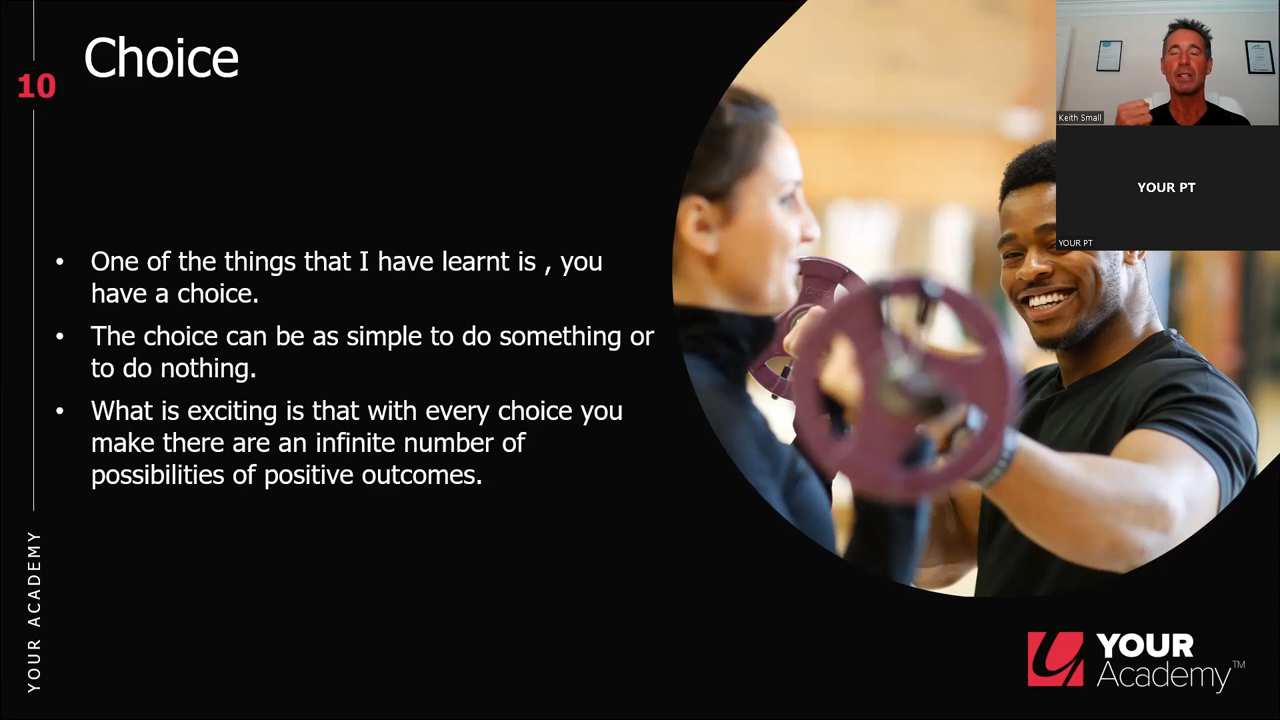 Choice
10
• One of the things that I have learnt is , you
have a choice.
• The choice can be as simple to do something or
to do nothing.
• What is exciting is that with every choice you
make there are an infinite number of
possibilities of positive outcomes.
YOUR ACADEMY
Keith Small
YOUR PT
YOUR PT
YOUR
Academy™